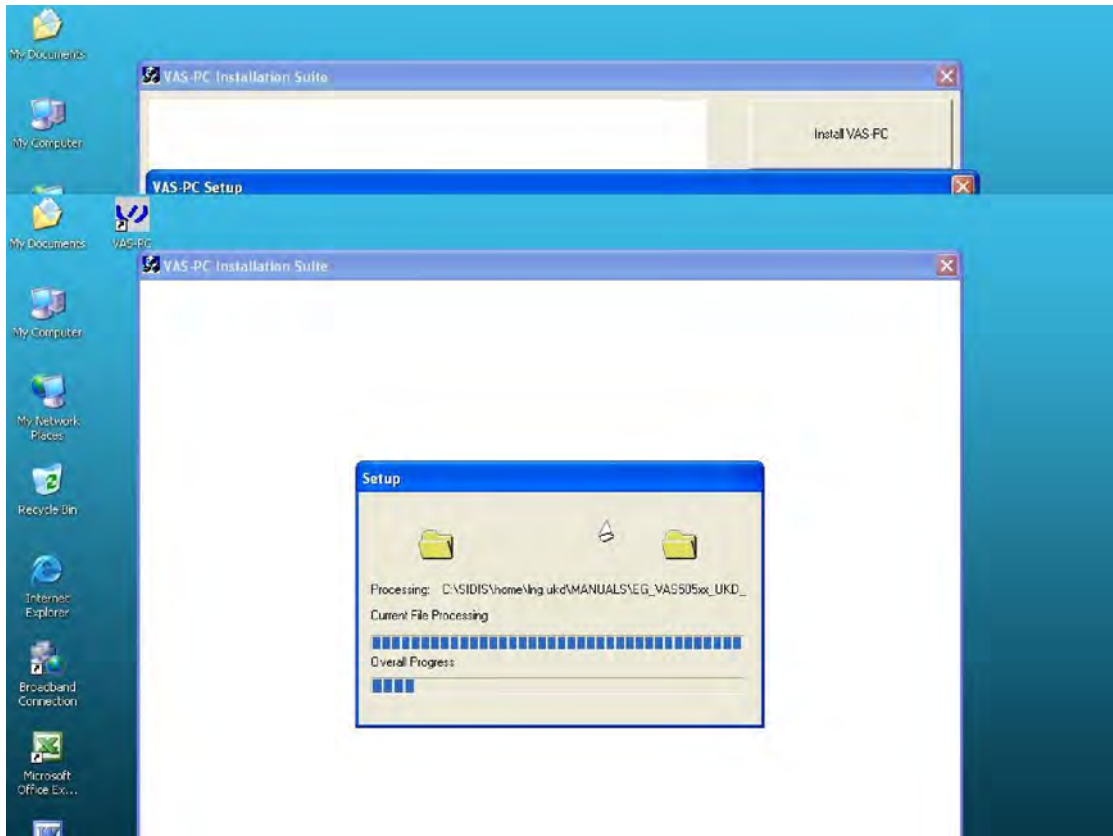 My Documents
VAS-PC Installation Suite
My Computer
Install VAS-PC
VAS-PC Setup
My Documents
VAS-PC
VAS-PC Installation Suite
My Computer
My Network
Places
Setup
Recycle Bin
Processing: C:\SIDIS\home\lng.ukd\MANUALS\EG_VAS505xx_UKD_
Current File Processing
Internet
Explorer
Overall Progress
Broadband
Connection
Microsoft
Office Ex...